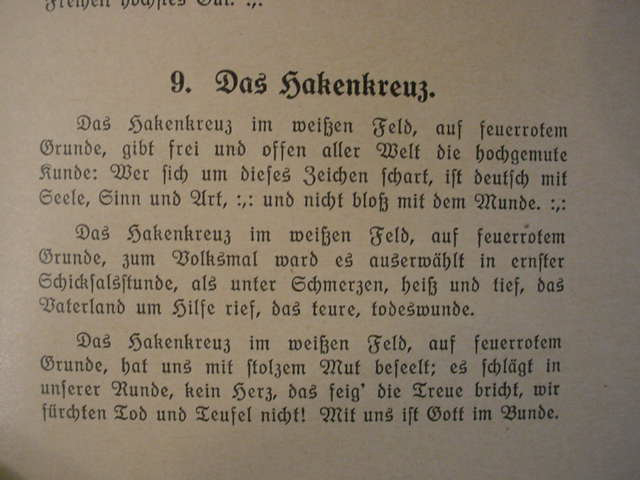 Freiheit höchstes Gut. :,:
9. Das Hakenkreuz.
Das Hakenkreuz im weißen Feld, auf feuerrotem
Grunde, gibt frei und offen aller Welt die hochgemute
Kunde: Wer sich um dieses Zeichen schart, ist deutsch mit
Seele, Sinn und Art, :,: und nicht bloß mit dem Munde. :,:
Das Hakenkreuz im weißen Feld, auf feuerrotem
Grunde, zum Volksmal ward es auserwählt in ernster
Schicksalsstunde, als unter Schmerzen, heiß und tief, das
Vaterland um Hilfe rief, das teure, todeswunde.
Das Hakenkreuz im weißen Feld, auf feuerrotem
Grunde, hat uns mit stolzem Mut beseelt; es schlägt in
unserer Runde, kein Herz, das feig' die Treue bricht, wir
fürchten Tod und Teufel nicht! Mit uns ist Gott im Bunde.